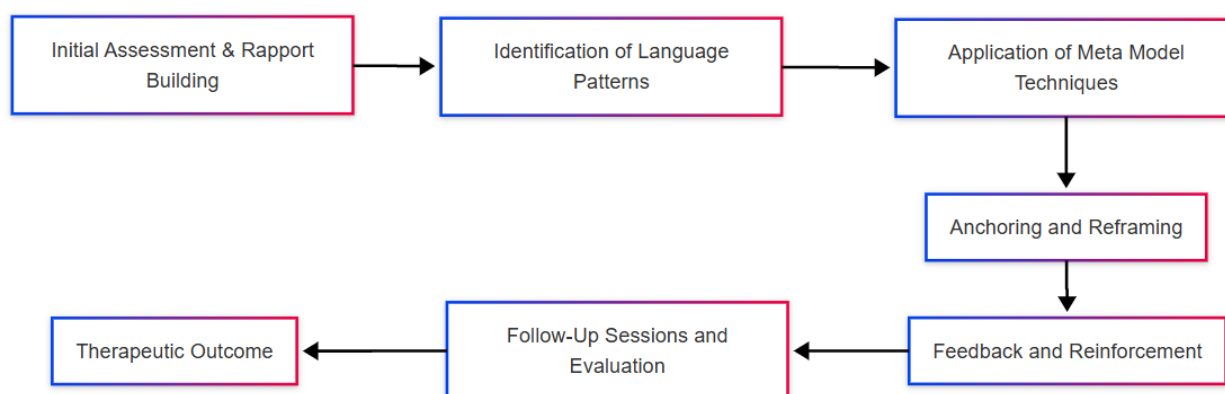 Initial Assessment & Rapport
Building
Identification of Language
Patterns
Application of Meta Model
Techniques
Anchoring and Reframing
Feedback and Reinforcement
Follow-Up Sessions and
Evaluation
Therapeutic Outcome